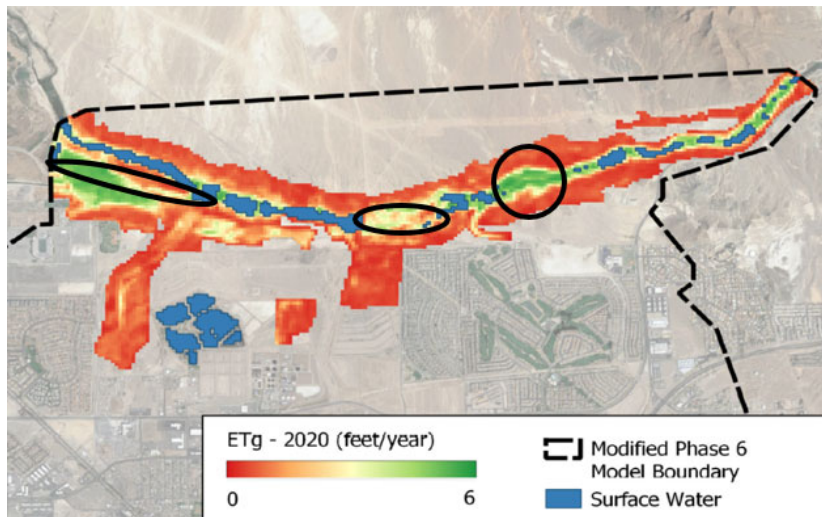 ETg - 2020 (feet/year)
0
6
Modified Phase 6
Model Boundary
Surface Water